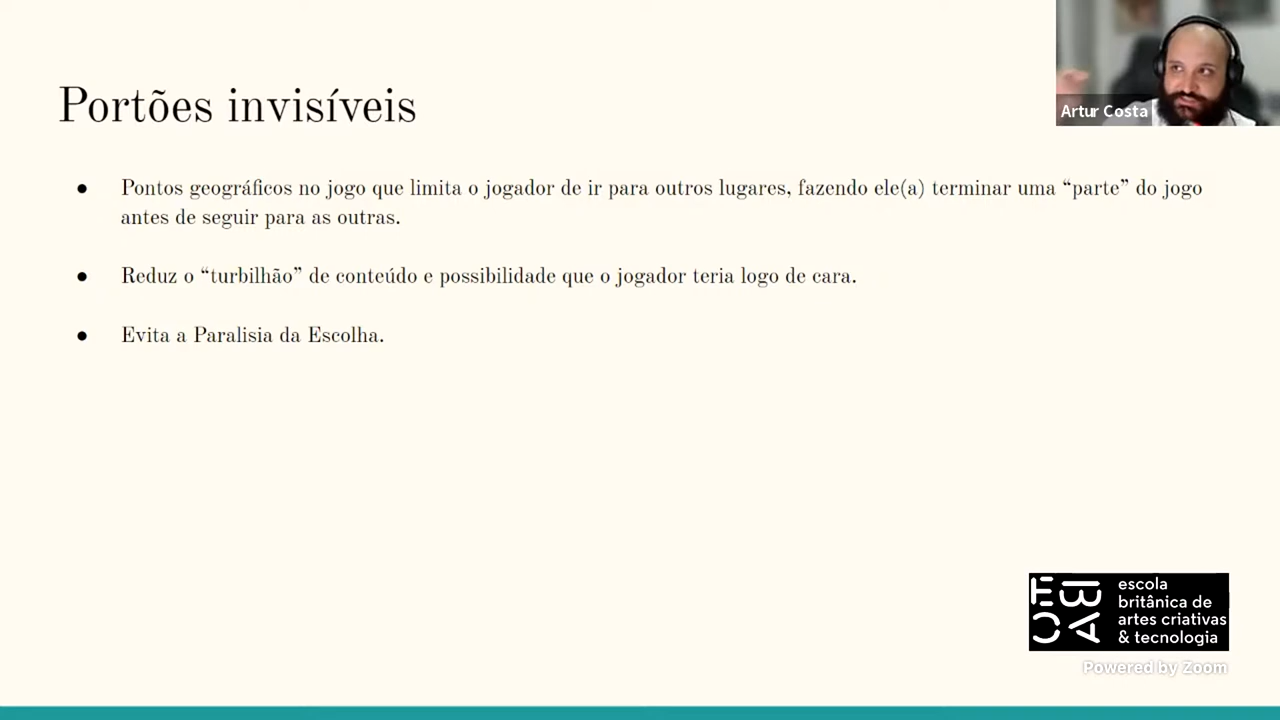 Portões invisíveis
Artur Costa
● Pontos geográficos no jogo que limita o jogador de ir para outros lugares, fazendo ele(a) terminar uma “parte” do jogo
antes de seguir para as outras.
● Reduz o “turbilhão” de conteúdo e possibilidade que o jogador teria logo de cara.
● Evita a Paralisia da Escolha.
EBAC
escola
britânica de
artes criativas
& tecnologia
Powered by Zoom